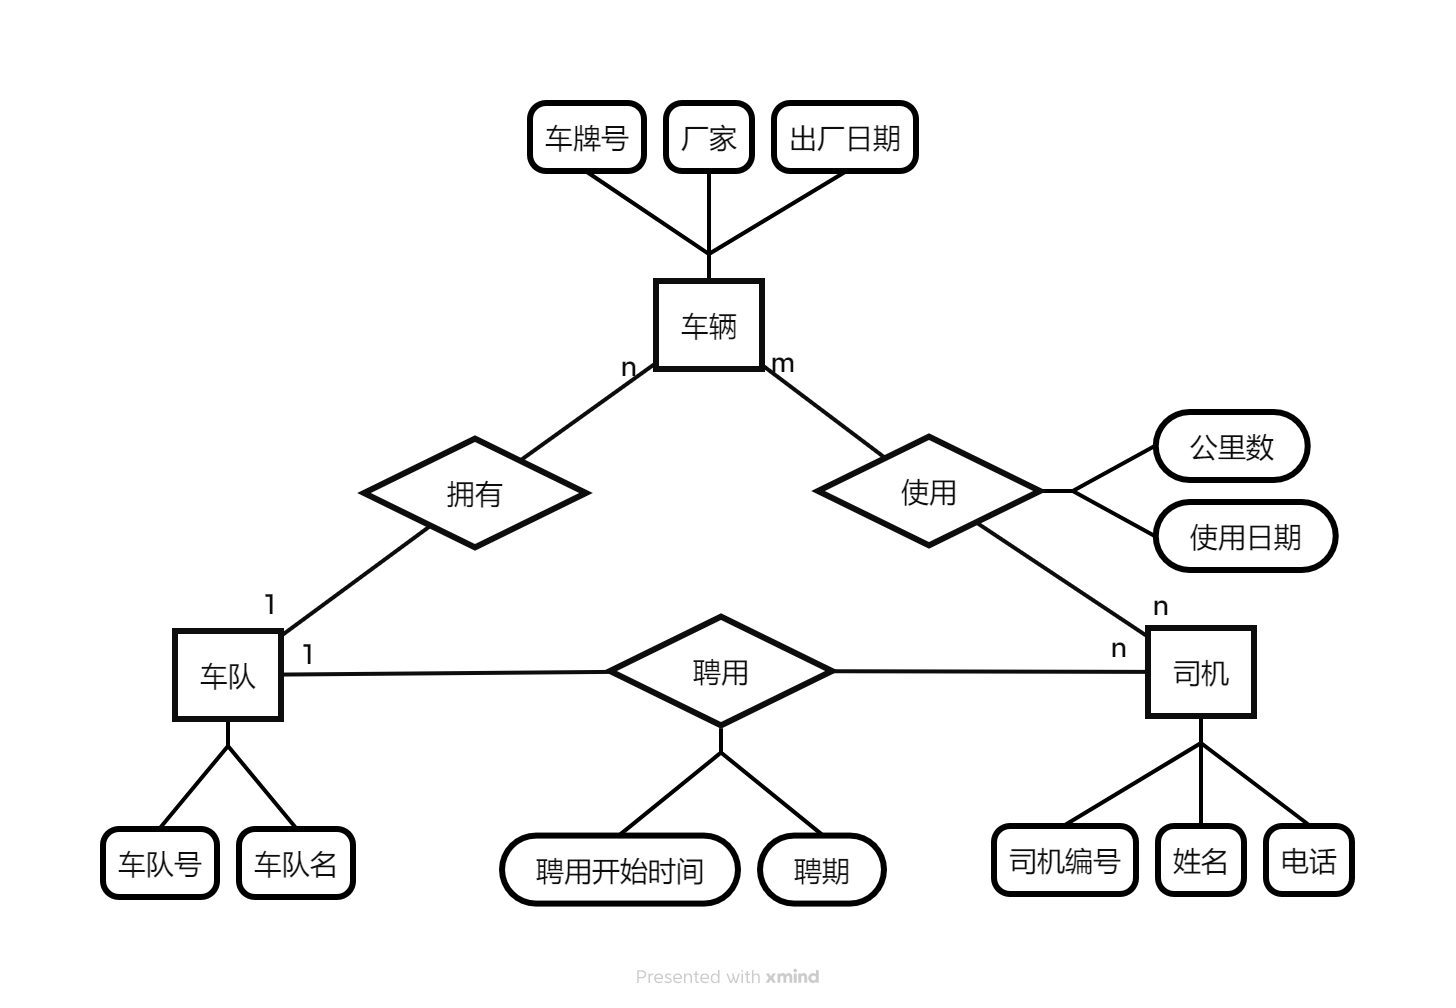 车牌号
厂家
出厂日期
车辆
n
m
公里数
拥有
使用
使用日期
1
n
1
n
车队
聘用
司机
车队号
车队名
聘用开始时间
聘期
司机编号
姓名
电话
Presented with xmind